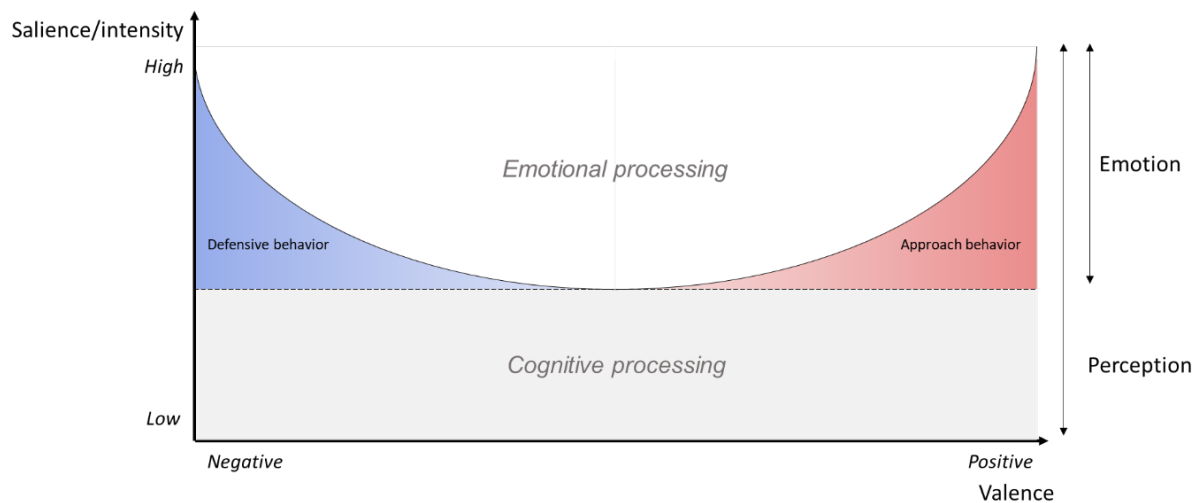 Salience/intensity
High
Emotional processing
Emotion
Defensive behavior
Approach behavior
Cognitive processing
Perception
Low
Negative
Positive
Valence